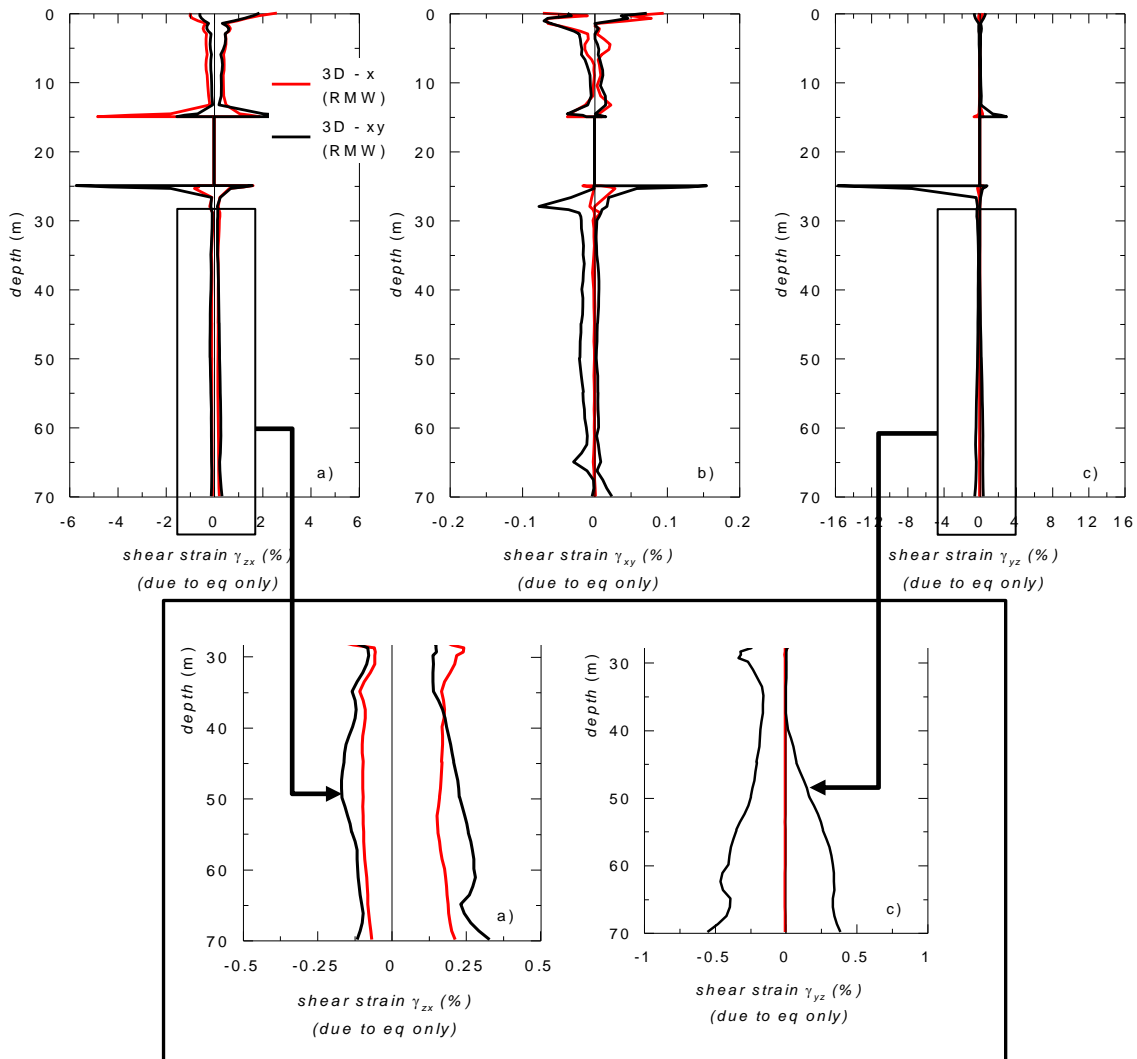 0 10 20 30 40 50 60 70
depth (m)
3D - x
(RMW)
3D - xy
(RMW)
a)
-6 -4 -2 0 2 4 6
shear strain γzx (%)
(due to eq only)
0 10 20 30 40 50 60 70
depth (m)
b)
-0.2 -0.1 0 0.1 0.2
shear strain γxy (%)
(due to eq only)
0 10 20 30 40 50 60 70
depth (m)
c)
-16 -12 -8 -4 0 4 8 12 16
shear strain γyz (%)
(due to eq only)
30 40 50 60 70
depth (m)
a)
-0.5 -0.25 0 0.25 0.5
shear strain γzx (%)
(due to eq only)
30 40 50 60 70
depth (m)
c)
-1 -0.5 0 0.5 1
shear strain γyz (%)
(due to eq only)